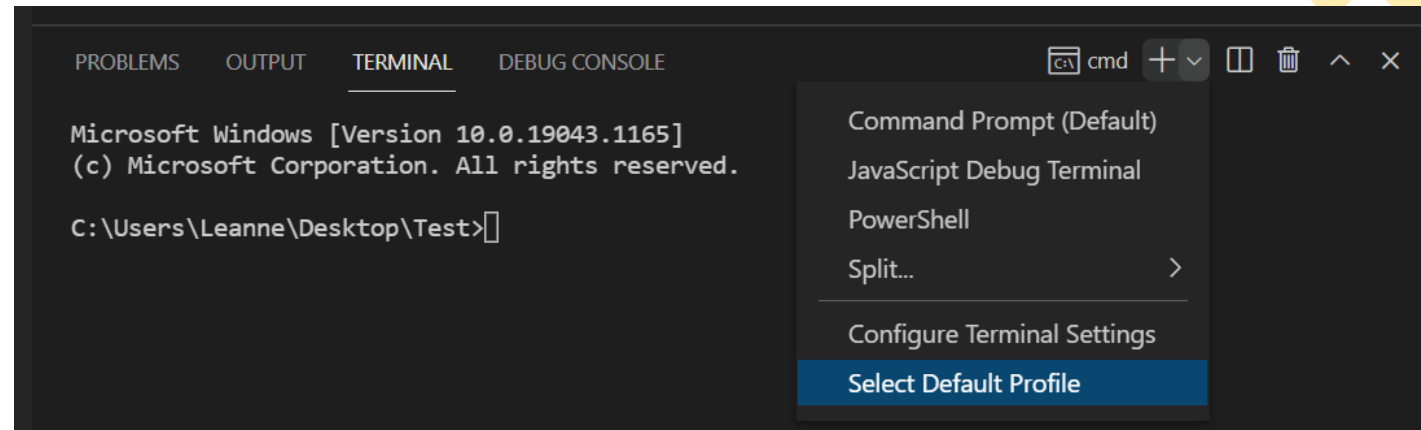 PROBLEMS OUTPUT TERMINAL DEBUG CONSOLE cmd
Microsoft Windows [Version 10.0.19043.1165]
(c) Microsoft Corporation. All rights reserved.
C:\Users\Leanne\Desktop\Test>
Command Prompt (Default)
JavaScript Debug Terminal
PowerShell
Split...
Configure Terminal Settings
Select Default Profile